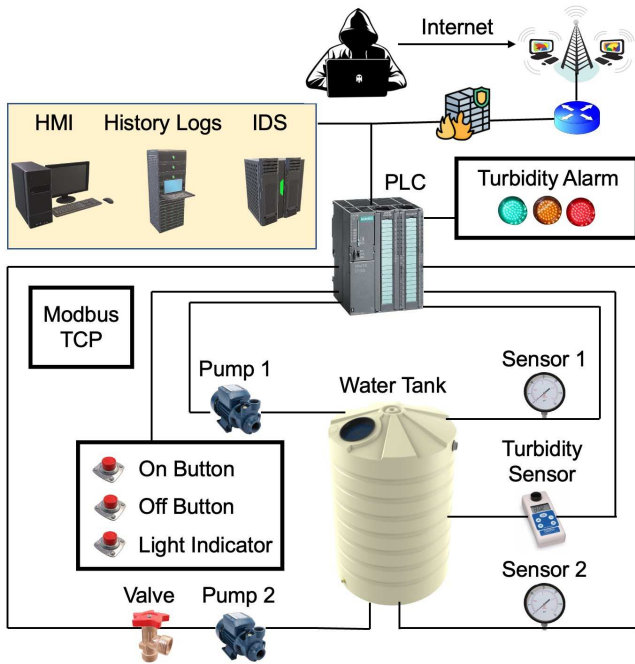 Internet
HMI
History Logs
IDS
PLC
Turbidity Alarm
SIEMENS
Modbus
TCP
Pump 1
Water Tank
Sensor 1
On Button
Off Button
Light Indicator
Turbidity
Sensor
Valve
Pump 2
Sensor 2